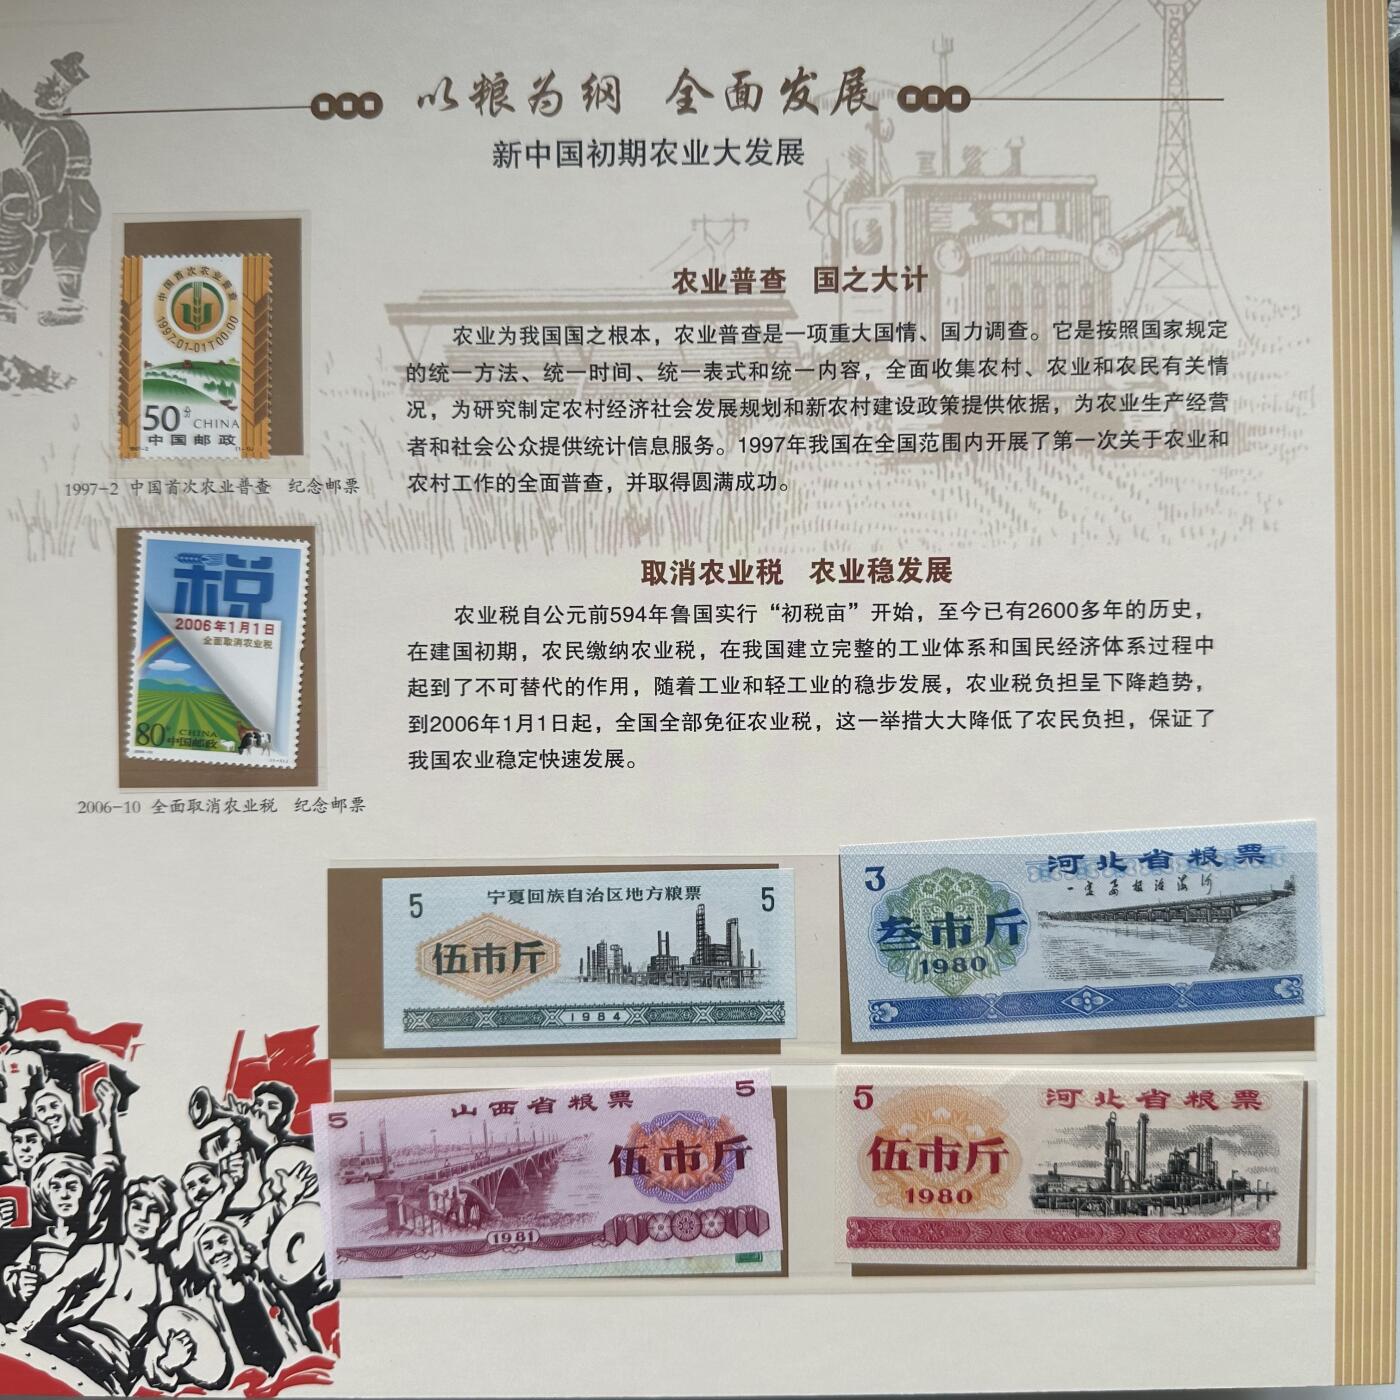 以粮为纲 全面发展
新中国初期农业大发展
中国首次农业普查
1997-01-01T00:00
50分
CHINA
中国邮政
1997-2 中国首次农业普查 纪念邮票
农业普查 国之大计
农业为我国国之根本，农业普查是一项重大国情、国力调查。它是按照国家规定
的统一方法、统一时间、统一表式和统一内容，全面收集农村、农业和农民有关情
况，为研究制定农村经济社会发展规划和新农村建设政策提供依据，为农业生产经营
者和社会公众提供统计信息服务。1997年我国在全国范围内开展了第一次关于农业和
农村工作的全面普查，并取得圆满成功。
税
2006年1月1日
全面取消农业税
80分
CHINA
中国邮政
2006-10 全面取消农业税 纪念邮票
取消农业税 农业稳发展
农业税自公元前594年鲁国实行“初税亩”开始，至今已有2600多年的历史，
在建国初期，农民缴纳农业税，在我国建立完整的工业体系和国民经济体系过程中
起到了不可替代的作用，随着工业和轻工业的稳步发展，农业税负担呈下降趋势，
到2006年1月1日起，全国全部免征农业税，这一举措大大降低了农民负担，保证了
我国农业稳定快速发展。
5 宁夏回族自治区地方粮票 5
伍市斤
1984
3 河北省粮票
一定要根治海河
叁市斤
1980
5 山西省粮票 5
伍市斤
1981
5 河北省粮票
伍市斤
1980